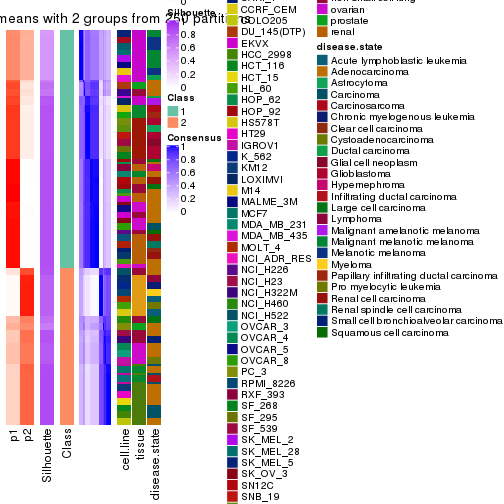 means with 2 groups from 250 partitions
Silhouette
1
0.8
0.6
0.4
0.2
0
Class
1
2
Consensus
1
0.8
0.6
0.4
0.2
0
p1
p2
Silhouette
Class
cell.line
tissue
disease.state
CCRF_CEM
COLO205
DU_145(DTP)
EKVX
HCC_2998
HCT_116
HCT_15
HL_60
HOP_62
HOP_92
HS578T
HT29
IGROV1
K_562
KM12
LOXIMVI
M14
MALME_3M
MCF7
MDA_MB_231
MDA_MB_435
MOLT_4
NCI_ADR_RES
NCI_H226
NCI_H23
NCI_H322M
NCI_H460
NCI_H522
OVCAR_3
OVCAR_4
OVCAR_5
OVCAR_8
PC_3
RPMI_8226
RXF_393
SF_268
SF_295
SF_539
SK_MEL_2
SK_MEL_28
SK_MEL_5
SK_OV_3
SN12C
SNB_19
ovarian
prostate
renal
disease.state
Acute lymphoblastic leukemia
Adenocarcinoma
Astrocytoma
Carcinoma
Carcinosarcoma
Chronic myelogenous leukemia
Clear cell carcinoma
Cystoadenocarcinoma
Ductal carcinoma
Glial cell neoplasm
Glioblastoma
Hypernephroma
Infiltrating ductal carcinoma
Large cell carcinoma
Lymphoma
Malignant amelanotic melanoma
Malignant melanotic melanoma
Melanotic melanoma
Myeloma
Papillary infiltrating ductal carcinoma
Pro myelocytic leukemia
Renal cell carcinoma
Renal spindle cell carcinoma
Small cell bronchioalveolar carcinoma
Squamous cell carcinoma